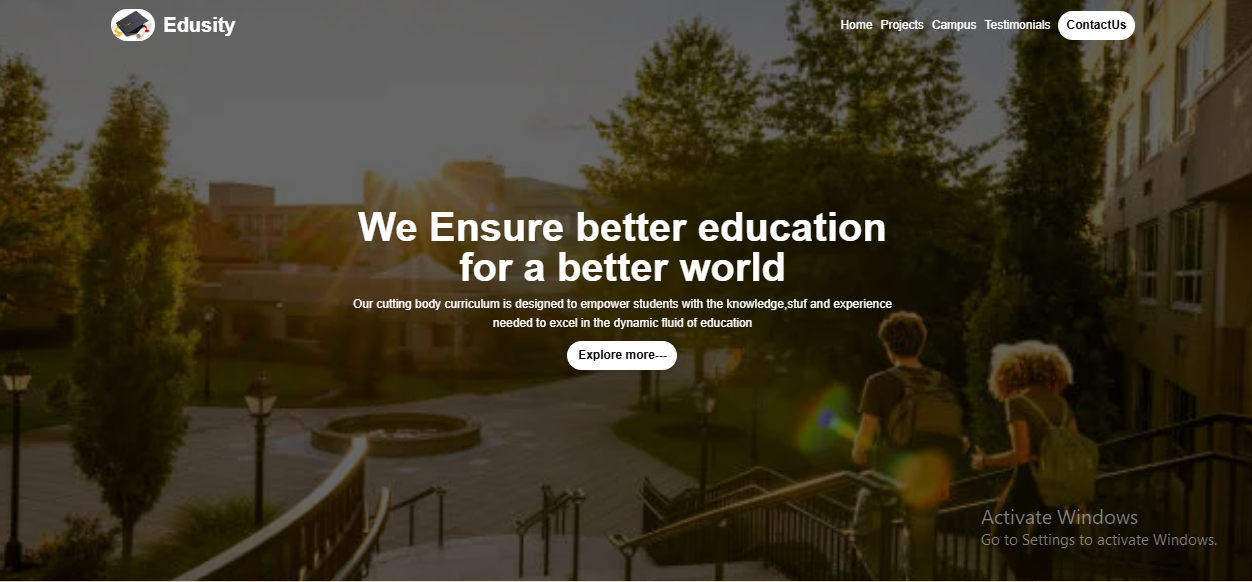 Edusity
Home Projects Campus Testimonials ContactUs
We Ensure better education
for a better world
Our cutting body curriculum is designed to empower students with the knowledge,stuf and experience
needed to excel in the dynamic fluid of education
Explore more---
Activate Windows
Go to Settings to activate Windows.